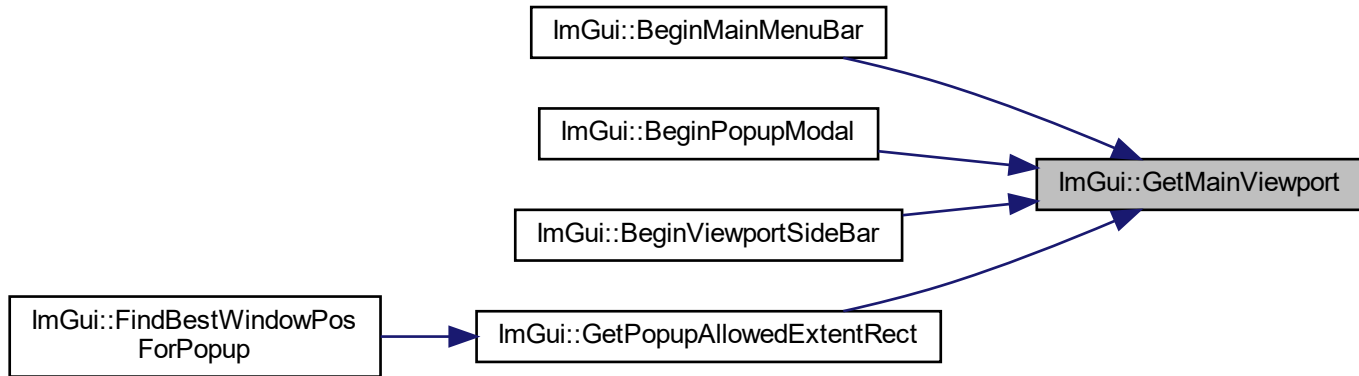 ImGui::BeginMainMenuBar
ImGui::BeginPopupModal
ImGui::GetMainViewport
ImGui::BeginViewportSideBar
ImGui::FindBestWindowPos
ForPopup
ImGui::GetPopupAllowedExtentRect